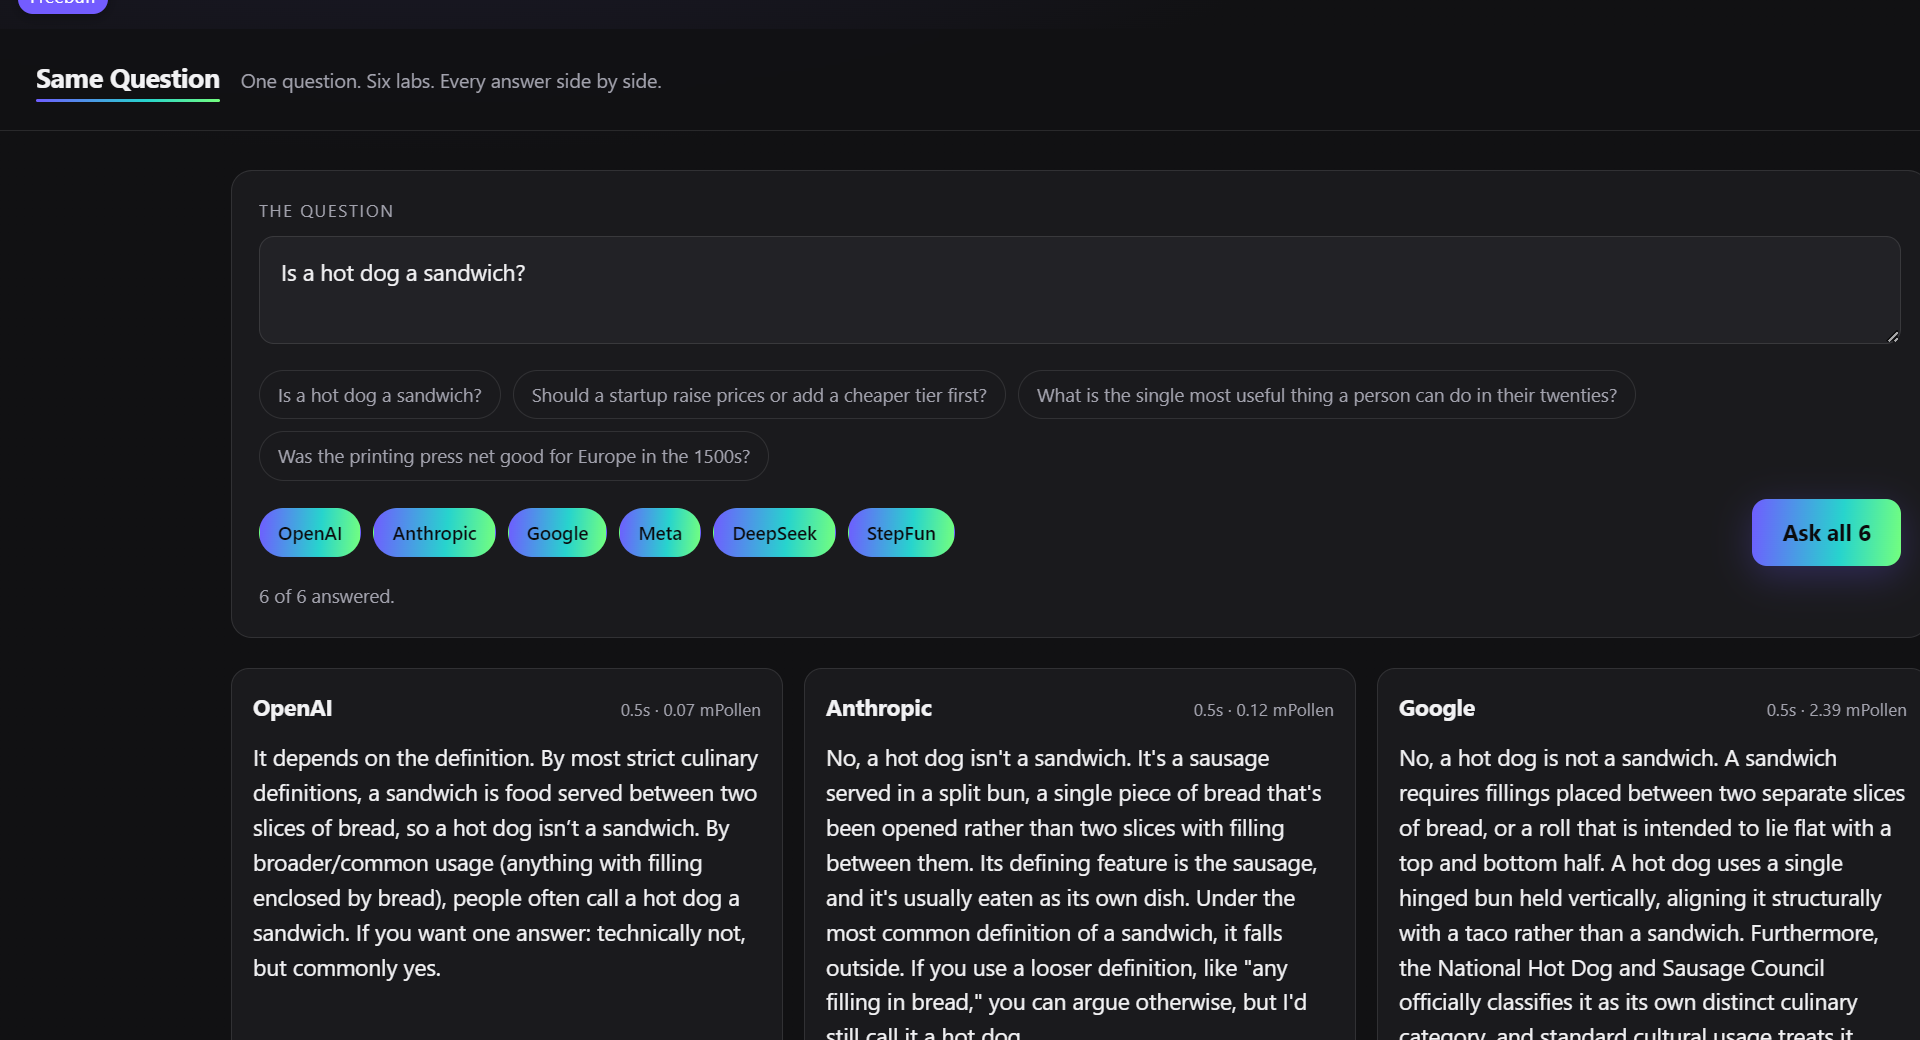 Freebuff
Same Question
One question. Six labs. Every answer side by side.
THE QUESTION
Is a hot dog a sandwich?
Is a hot dog a sandwich?
Should a startup raise prices or add a cheaper tier first?
What is the single most useful thing a person can do in their twenties?
Was the printing press net good for Europe in the 1500s?
OpenAI
Anthropic
Google
Meta
DeepSeek
StepFun
Ask all 6
6 of 6 answered.
OpenAI
0.5s · 0.07 mPollen
It depends on the definition. By most strict culinary
definitions, a sandwich is food served between two
slices of bread, so a hot dog isn’t a sandwich. By
broader/common usage (anything with filling
enclosed by bread), people often call a hot dog a
sandwich. If you want one answer: technically not,
but commonly yes.
Anthropic
0.5s · 0.12 mPollen
No, a hot dog isn't a sandwich. It's a sausage
served in a split bun, a single piece of bread that's
been opened rather than two slices with filling
between them. Its defining feature is the sausage,
and it's usually eaten as its own dish. Under the
most common definition of a sandwich, it falls
outside. If you use a looser definition, like "any
filling in bread," you can argue otherwise, but I'd
still call it a hot dog.
Google
0.5s · 2.39 mPollen
No, a hot dog is not a sandwich. A sandwich
requires fillings placed between two separate slices
of bread, or a roll that is intended to lie flat with a
top and bottom half. A hot dog uses a single
hinged bun held vertically, aligning it structurally
with a taco rather than a sandwich. Furthermore,
the National Hot Dog and Sausage Council
officially classifies it as its own distinct culinary
category, and standard cultural usage treats it